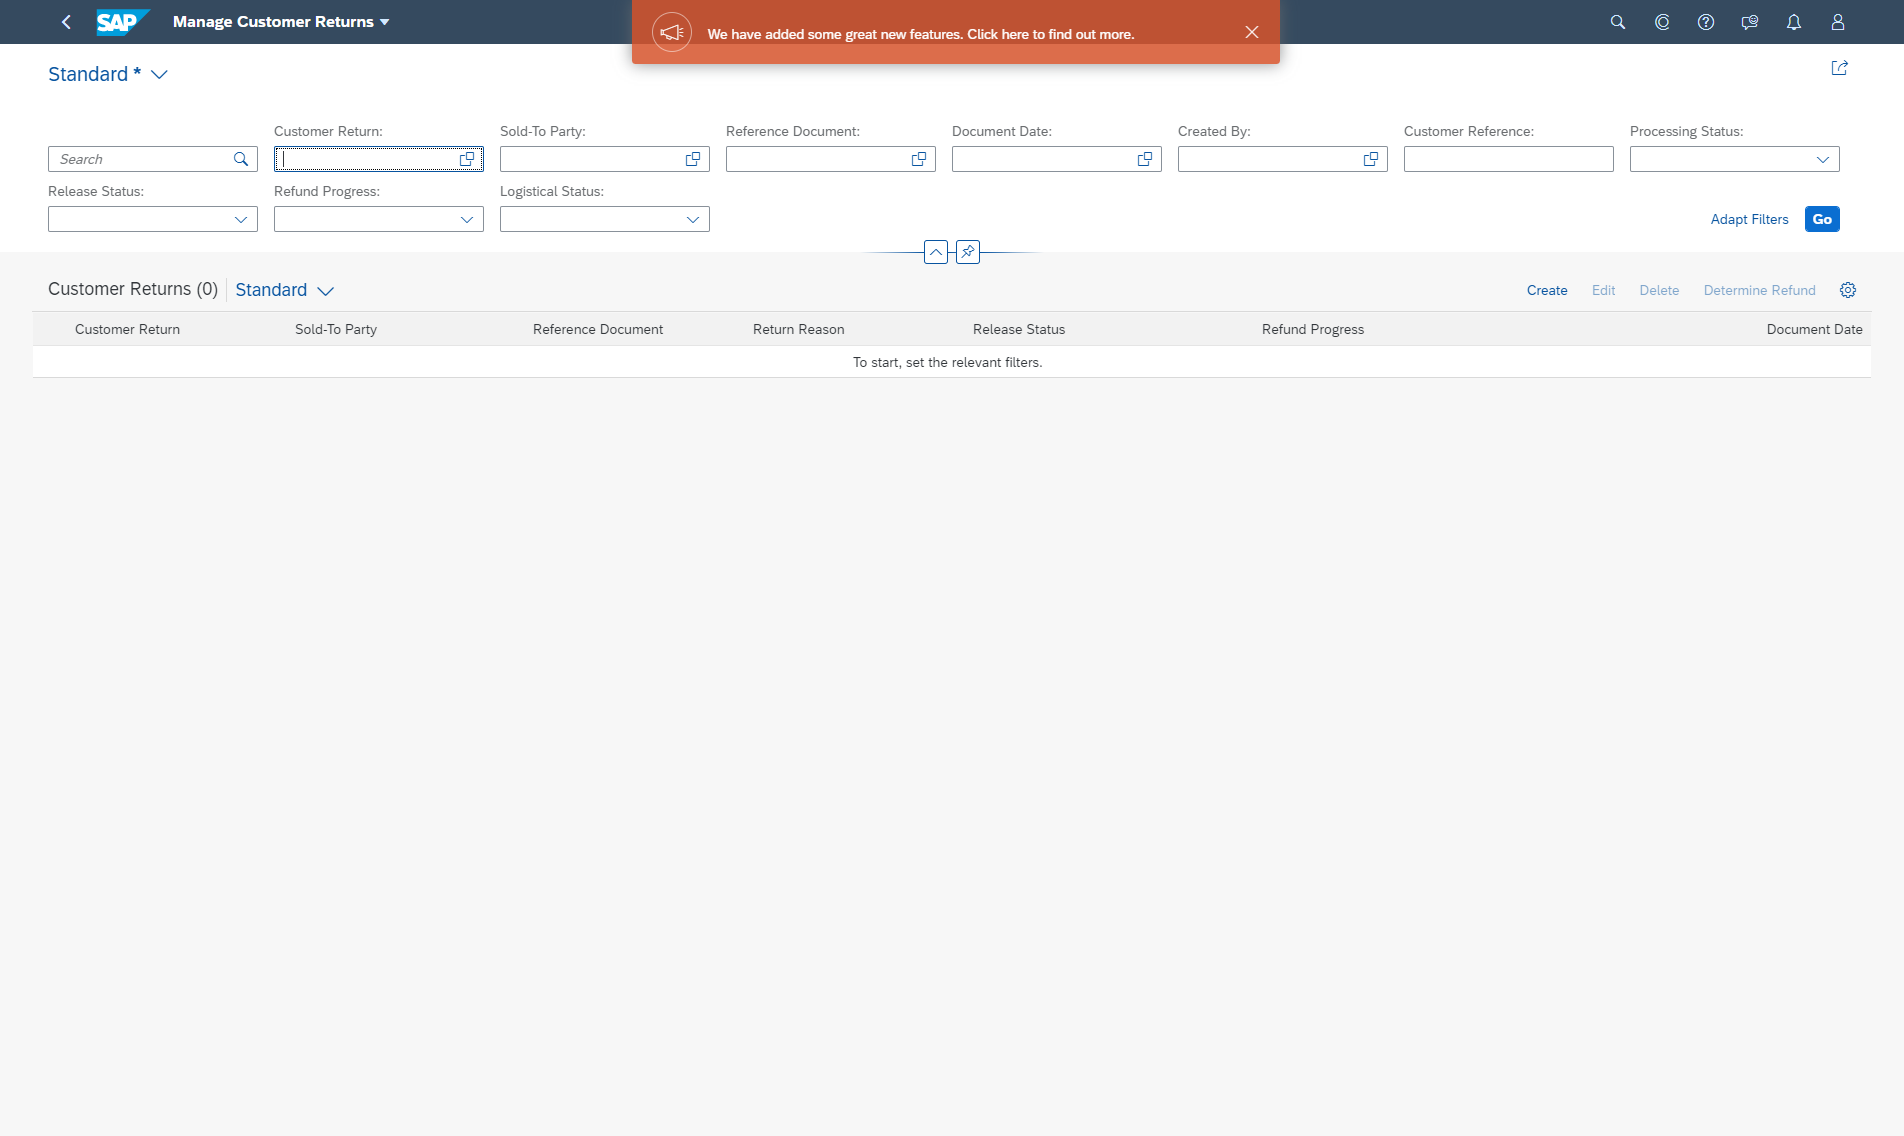 SAP
Manage Customer Returns
We have added some great new features. Click here to find out more.
Standard *
Customer Return:
Sold-To Party:
Reference Document:
Document Date:
Created By:
Customer Reference:
Processing Status:
Search
Release Status:
Refund Progress:
Logistical Status:
Adapt Filters
Go
Customer Returns (0)
Standard
Create
Edit
Delete
Determine Refund
Customer Return
Sold-To Party
Reference Document
Return Reason
Release Status
Refund Progress
Document Date
To start, set the relevant filters.